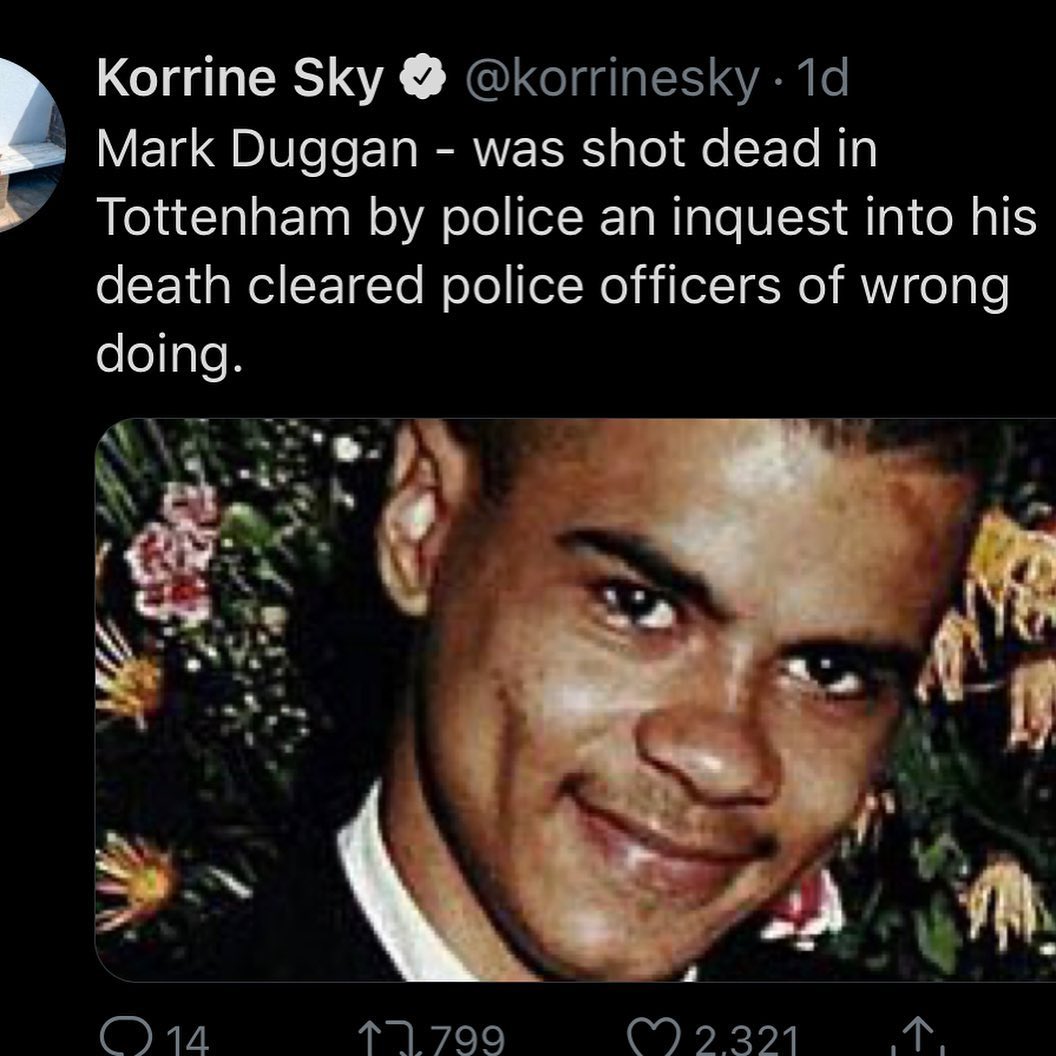 Korrine Sky @korrinesky · 1d
Mark Duggan - was shot dead in
Tottenham by police an inquest into his
death cleared police officers of wrong
doing.
14 799 2,321